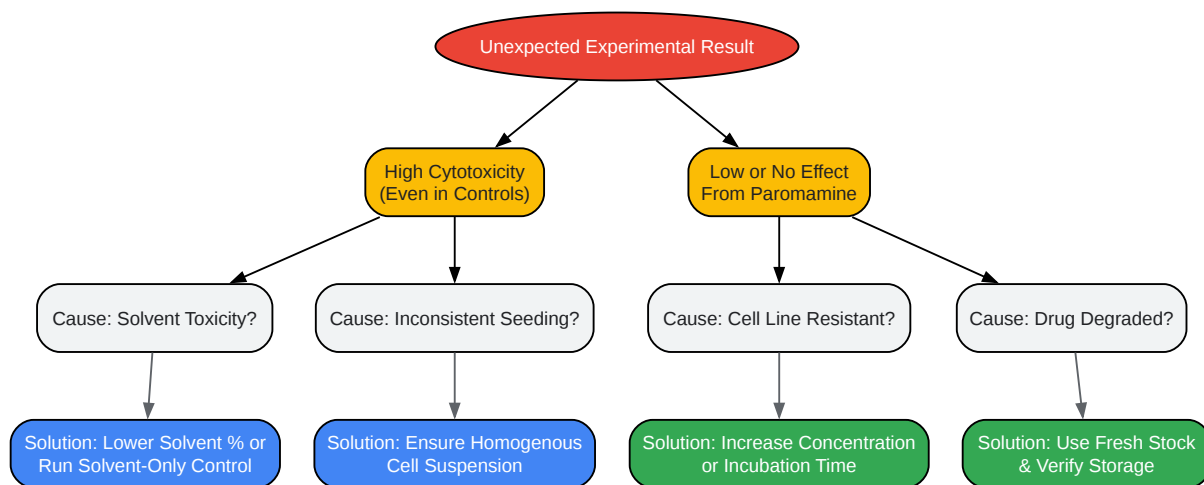 Unexpected Experimental Result
High Cytotoxicity
(Even in Controls)
Low or No Effect
From Paromamine
Cause: Solvent Toxicity?
Cause: Inconsistent Seeding?
Cause: Cell Line Resistant?
Cause: Drug Degraded?
Solution: Lower Solvent % or
Run Solvent-Only Control
Solution: Ensure Homogenous
Cell Suspension
Solution: Increase Concentration
or Incubation Time
Solution: Use Fresh Stock
& Verify Storage